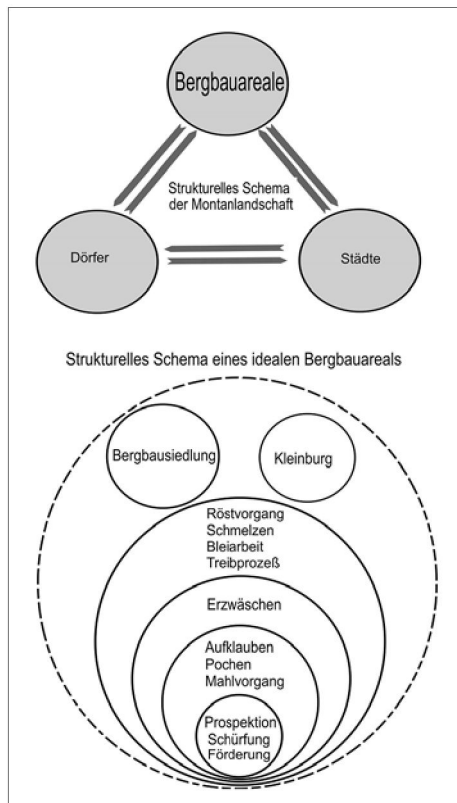 Bergbauareale
Strukturelles Schema
der Montanlandschaft
Dörfer
Städte
Strukturelles Schema eines idealen Bergbauareals
Bergbausiedlung
Kleinburg
Röstvorgang
Schmelzen
Bleiarbeit
Treibprozeß
Erzwäschen
Aufklauben
Pochen
Mahlvorgang
Prospektion
Schürfung
Förderung